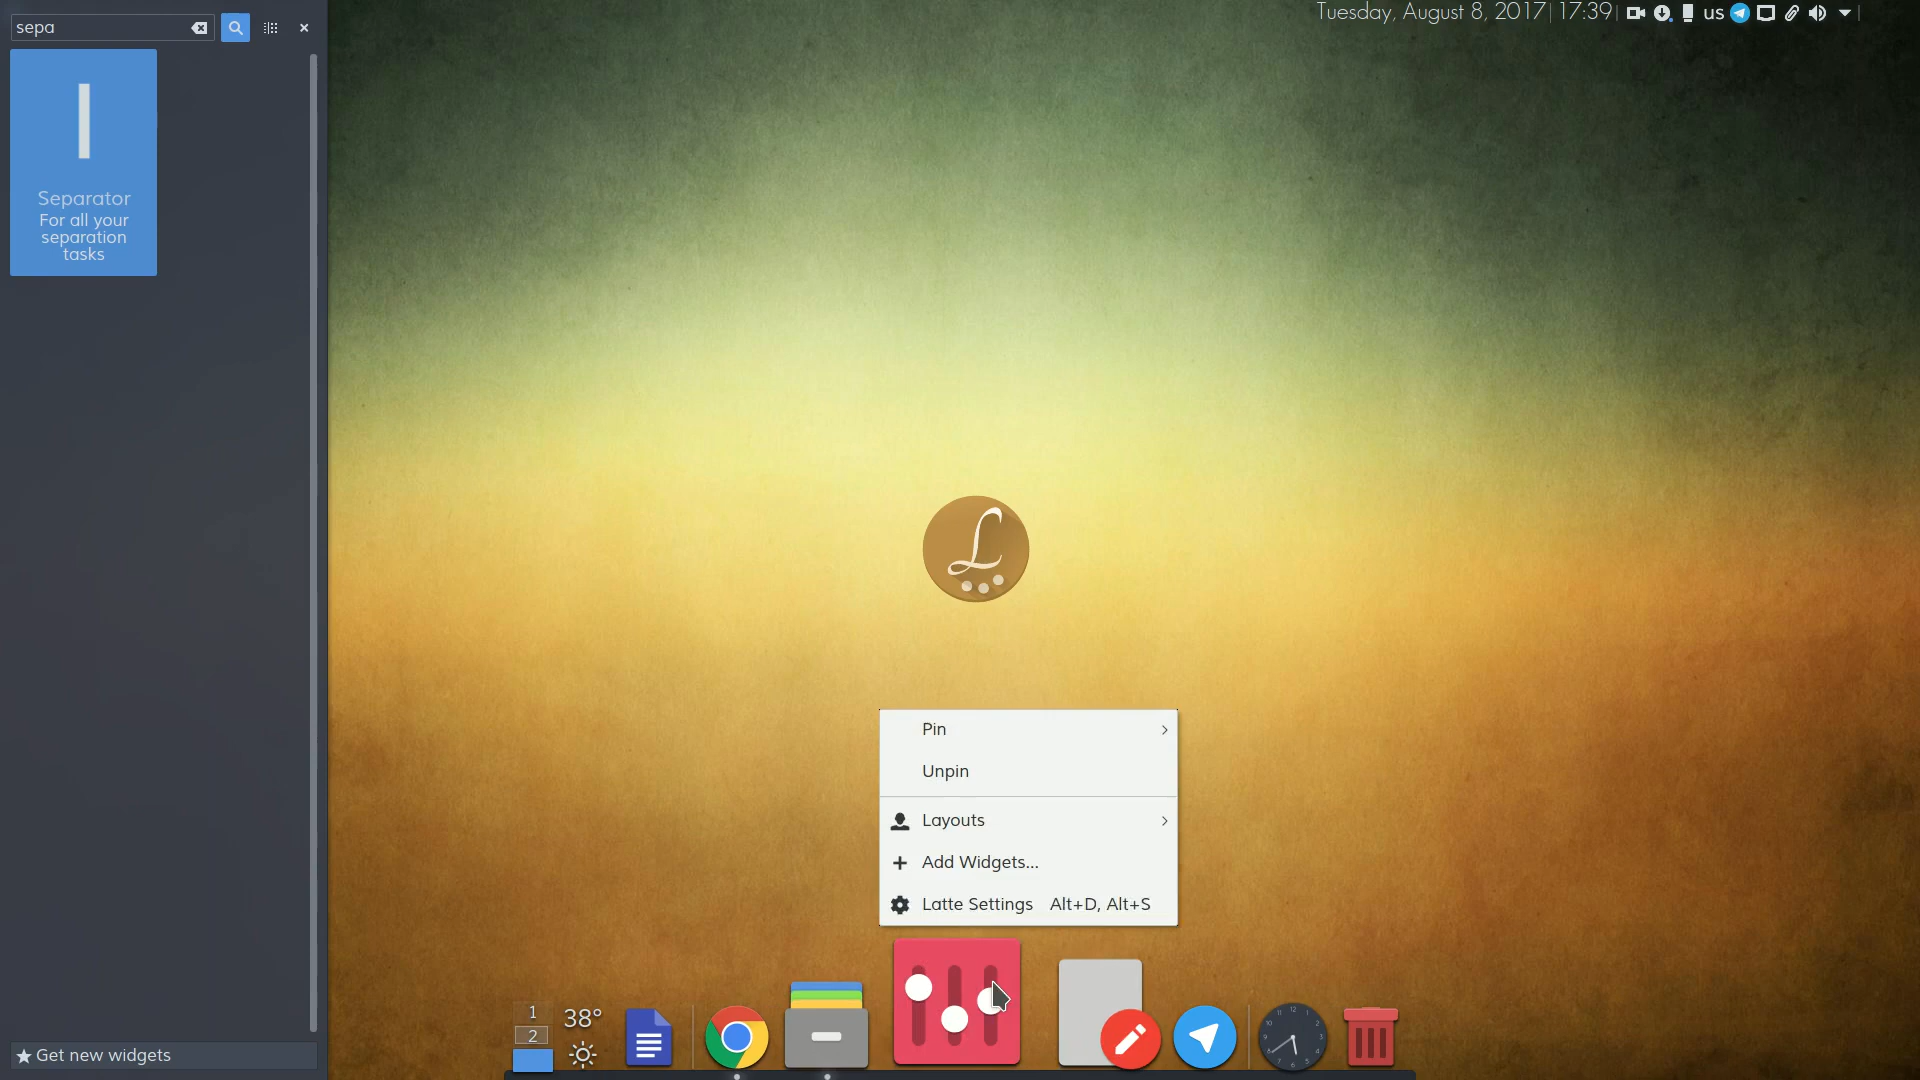 sepa
Tuesday, August 8, 2017
17:39
us
Separator
For all your
separation
tasks
L
Pin
Unpin
Layouts
Add Widgets...
Latte Settings Alt+D, Alt+S
1
2
38°
Get new widgets